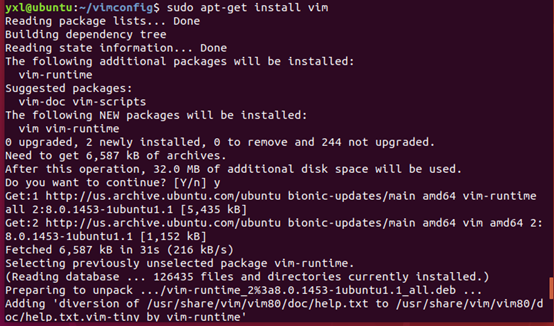 yxl@ubuntu:~/vimconfig$ sudo apt-get install vim
Reading package lists... Done
Building dependency tree
Reading state information... Done
The following additional packages will be installed:
  vim-runtime
Suggested packages:
  vim-doc vim-scripts
The following NEW packages will be installed:
  vim vim-runtime
0 upgraded, 2 newly installed, 0 to remove and 244 not upgraded.
Need to get 6,587 kB of archives.
After this operation, 32.0 MB of additional disk space will be used.
Do you want to continue? [Y/n] y
Get:1 http://us.archive.ubuntu.com/ubuntu bionic-updates/main amd64 vim-runtime
all 2:8.0.1453-1ubuntu1.1 [5,435 kB]
Get:2 http://us.archive.ubuntu.com/ubuntu bionic-updates/main amd64 vim amd64 2:
8.0.1453-1ubuntu1.1 [1,152 kB]
Fetched 6,587 kB in 31s (216 kB/s)
Selecting previously unselected package vim-runtime.
(Reading database ... 126435 files and directories currently installed.)
Preparing to unpack .../vim-runtime_2%3a8.0.1453-1ubuntu1.1_all.deb ...
Adding 'diversion of /usr/share/vim/vim80/doc/help.txt to /usr/share/vim/vim80/d
oc/help.txt.vim-tiny by vim-runtime'